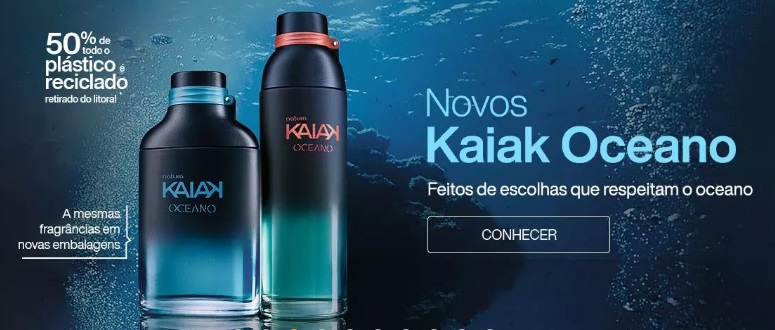 50% de
todo o
plástico é
reciclado
retirado do litoral
natura
KAIAK
OCEANO
natura
KAIAK
OCEANO
A mesmas
fragrâncias em
novas embalagens
Novos
Kaiak Oceano
Feitos de escolhas que respeitam o oceano
CONHECER